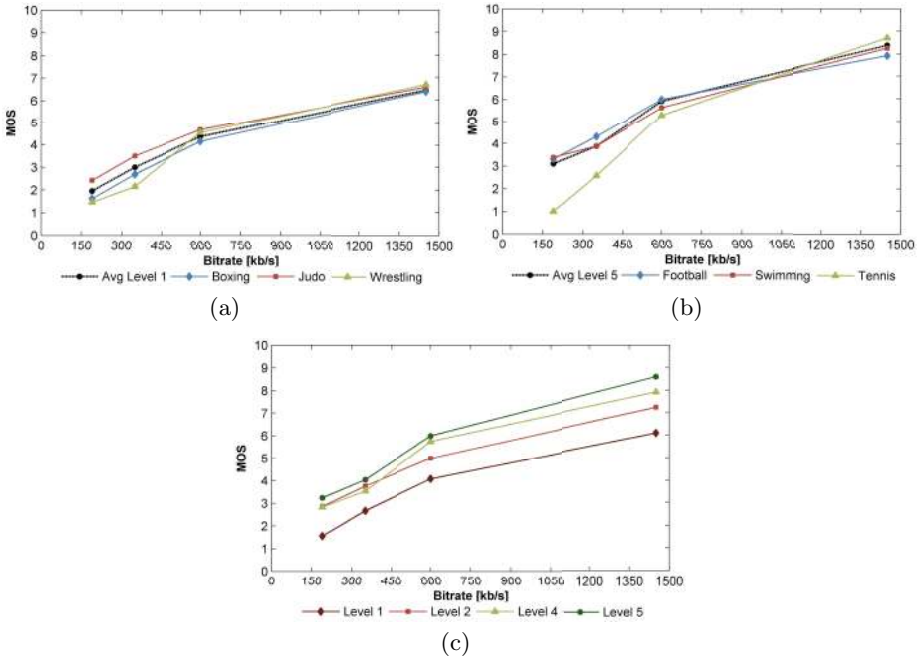 10
9
8
7
6
5
4
3
2
1
0
MOS
0 150 300 450 600 750 900 1050 1200 1350 1500
Bitrate [kb/s]
Avg Level 1 Boxing Judo Wrestling
(a)
10
9
8
7
6
5
4
3
2
1
0
MOS
0 150 300 450 600 750 900 1050 1200 1350 1500
Bitrate [kb/s]
Avg Level 5 Football Swimmng Tennis
(b)
10
9
8
7
6
5
4
3
2
1
0
MOS
0 150 300 450 600 750 900 1050 1200 1350 1500
Bitrate [kb/s]
Level 1 Level 2 Level 4 Level 5
(c)